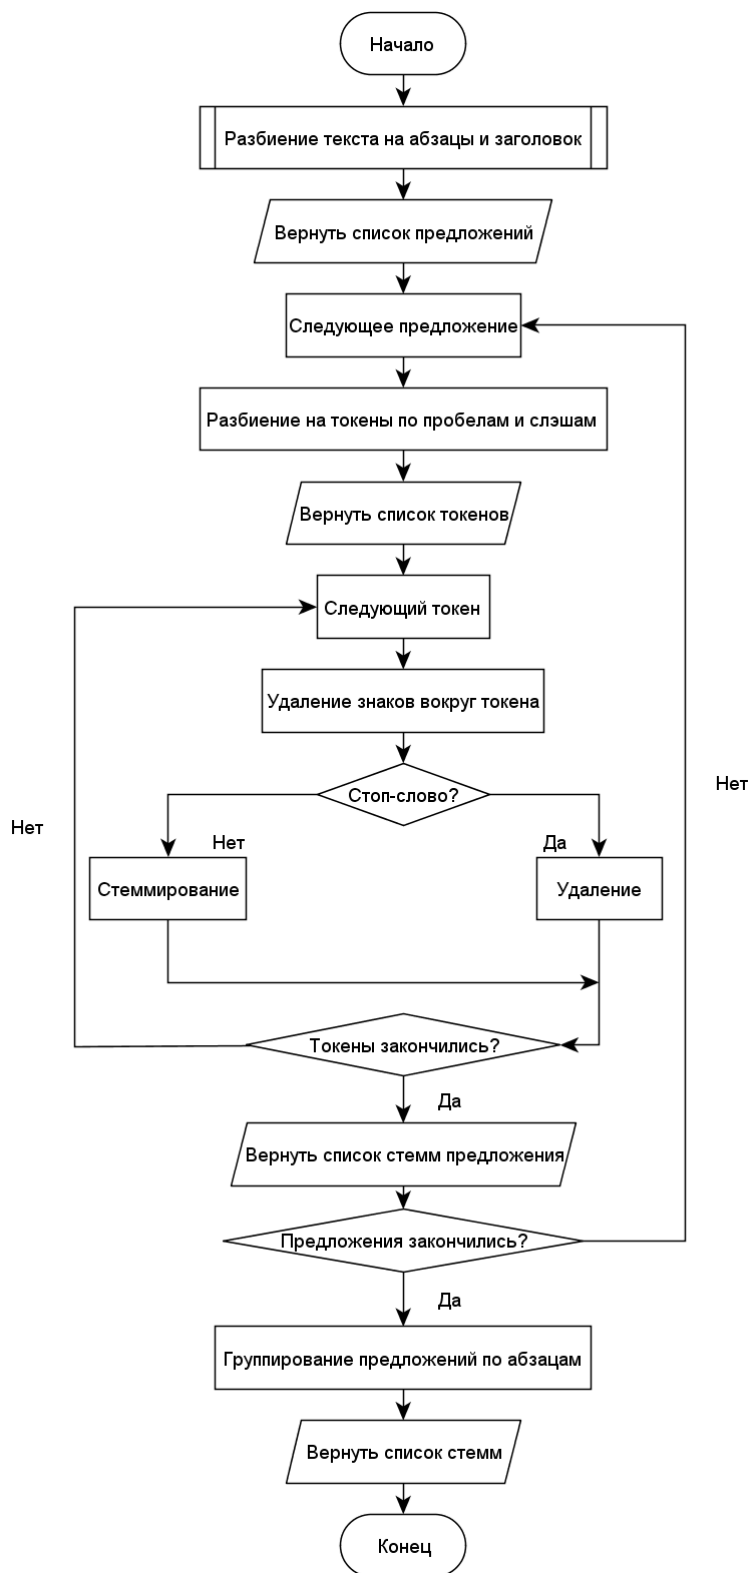 Начало
Разбиение текста на абзацы и заголовок
Вернуть список предложений
Следующее предложение
Разбиение на токены по пробелам и слэшам
Вернуть список токенов
Следующий токен
Удаление знаков вокруг токена
Нет
Стоп-слово?
Нет
Нет
Да
Стеммирование
Удаление
Токены закончились?
Да
Вернуть список стемм предложения
Предложения закончились?
Да
Группирование предложений по абзацам
Вернуть список стемм
Конец